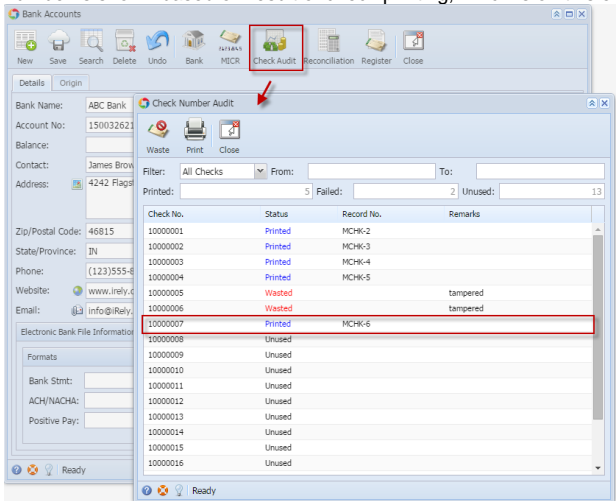 Bank Accounts
New Save Search Delete Undo Bank MICR Check Audit Reconciliation Register Close
Details Origin
Bank Name: ABC Bank
Account No: 150032621
Balance:
Contact: James Brow
Address: 4242 Flags
Zip/Postal Code: 46815
State/Province: IN
Phone: (123)555-8
Website: www.irely.c
Email: info@iRely.
Electronic Bank File Information
Formats
Bank Stmt:
ACH/NACHA:
Positive Pay:
Ready
Check Number Audit
Waste Print Close
Filter: All Checks From: To:
Printed: 5 Failed: 2 Unused: 13
Check No. Status Record No. Remarks
10000001 Printed MCHK-2
10000002 Printed MCHK-3
10000003 Printed MCHK-4
10000004 Printed MCHK-5
10000005 Wasted tampered
10000006 Wasted tampered
10000007 Printed MCHK-6
10000008 Unused
10000009 Unused
10000010 Unused
10000011 Unused
10000012 Unused
10000013 Unused
10000014 Unused
10000015 Unused
10000016 Unused
Ready